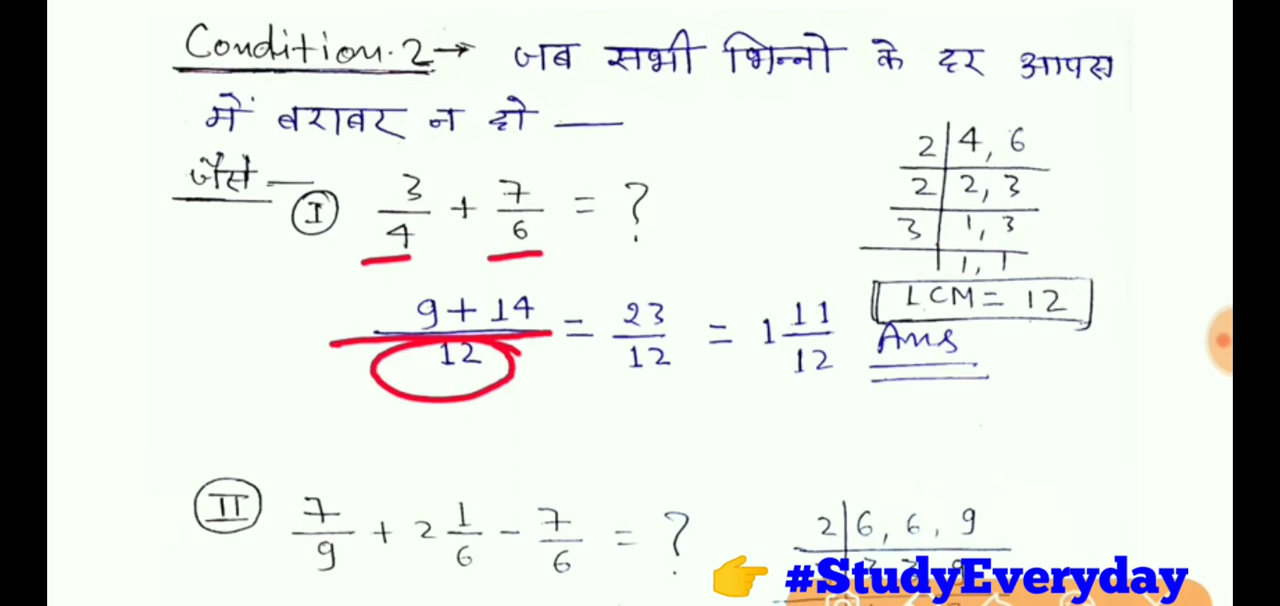 Condition.2→ जब सभी भिन्नो के हर आपस
में बराबर न हो —
जैसे —
I 3/4 + 7/6 = ?
2 | 4, 6
2 | 2, 3
3 | 1, 3
1, 1
LCM = 12
9 + 14/12 = 23/12 = 1 11/12 Ans
II 7/9 + 2 1/6 - 7/6 = ?
2 | 6, 6, 9
#StudyEveryday